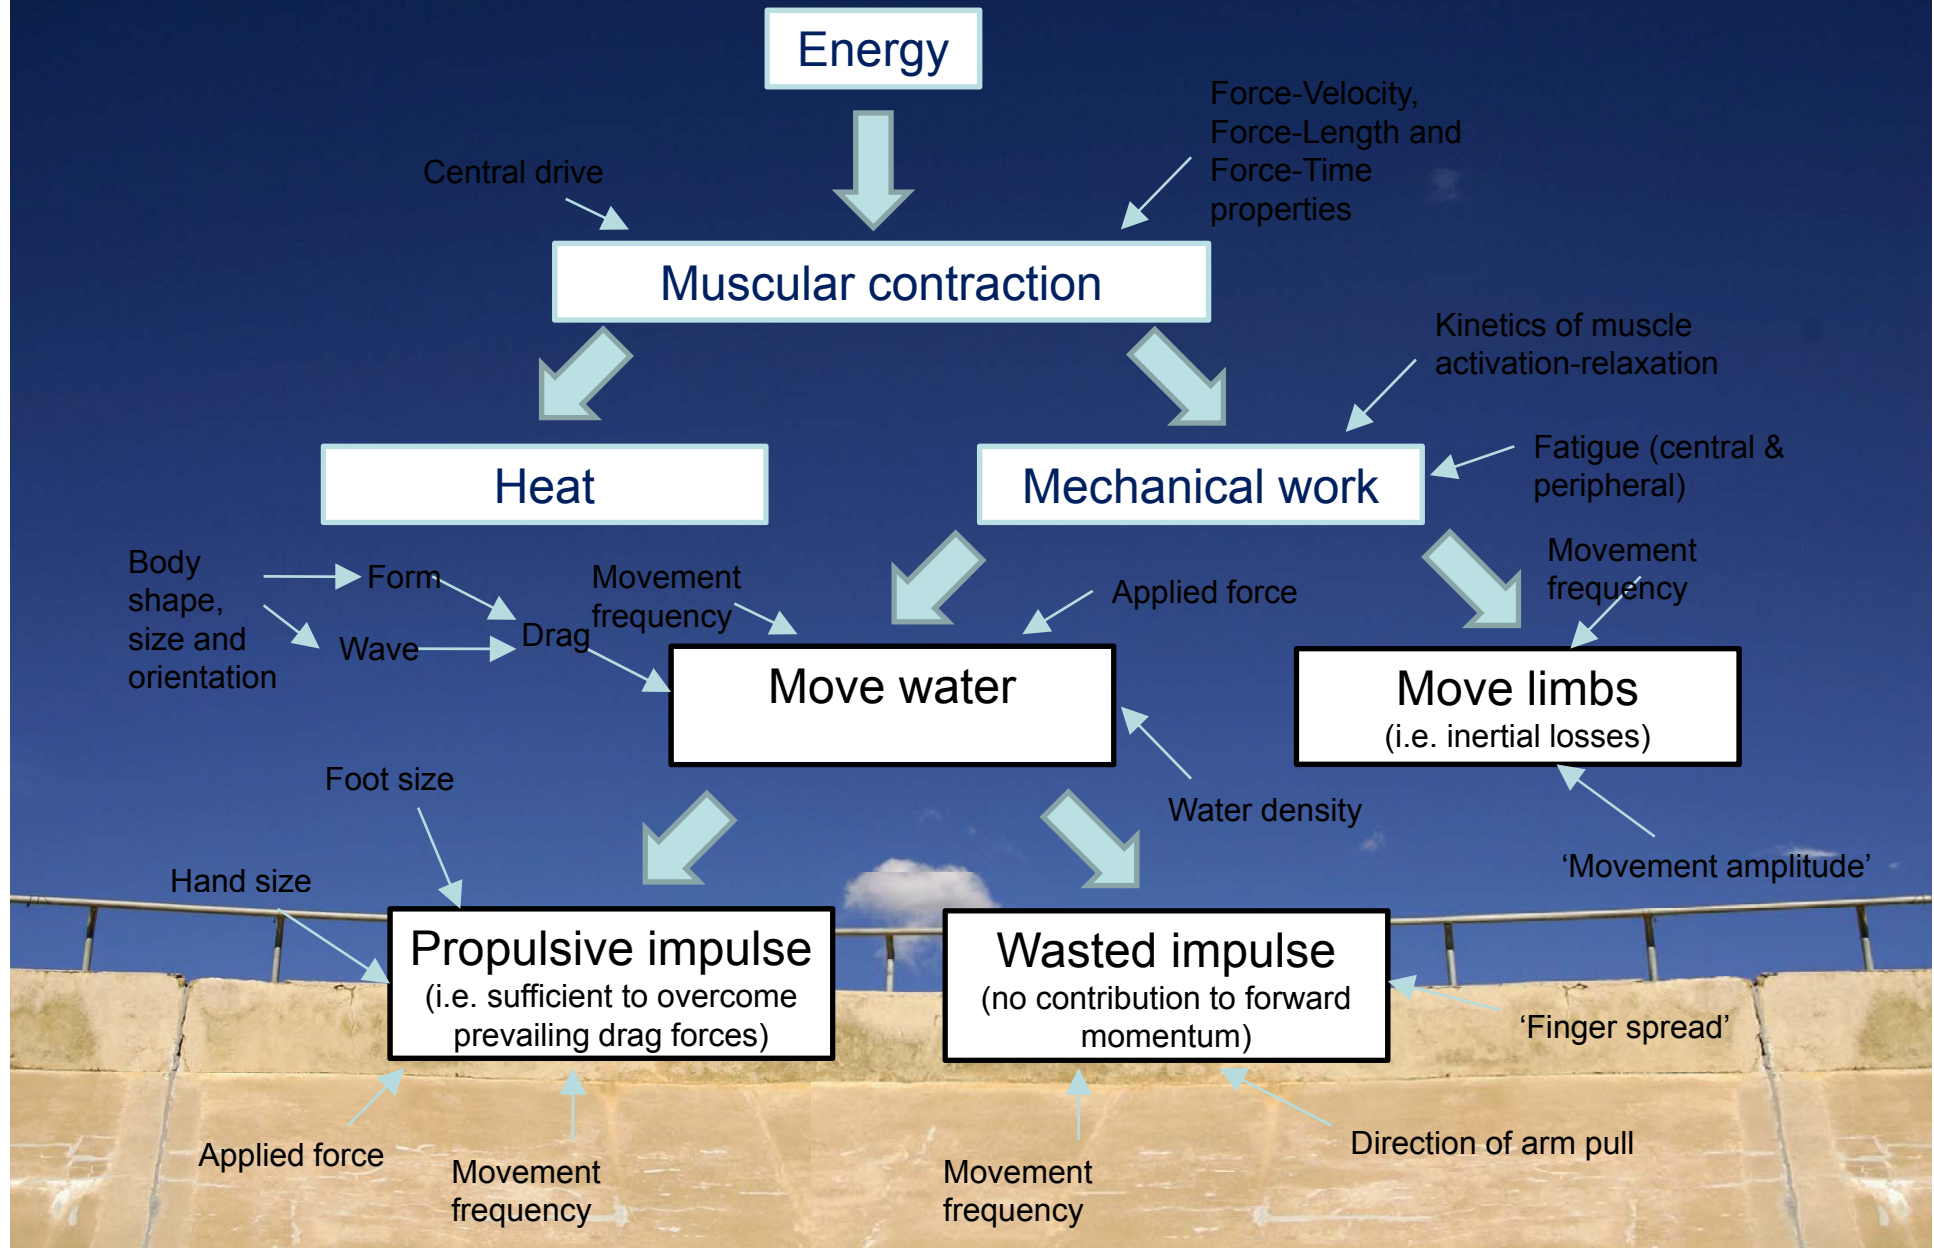 Energy
Force-Velocity,
Force-Length and
Force-Time
properties
Central drive
Muscular contraction
Kinetics of muscle
activation-relaxation
Heat
Mechanical work
Fatigue (central &
peripheral)
Body
shape,
size and
orientation
Form
Wave
Drag
Movement
frequency
Applied force
Movement
frequency
Move water
Move limbs
(i.e. inertial losses)
Foot size
Water density
Hand size
‘Movement amplitude’
Propulsive impulse
(i.e. sufficient to overcome
prevailing drag forces)
Wasted impulse
(no contribution to forward
momentum)
‘Finger spread’
Applied force
Movement
frequency
Movement
frequency
Direction of arm pull